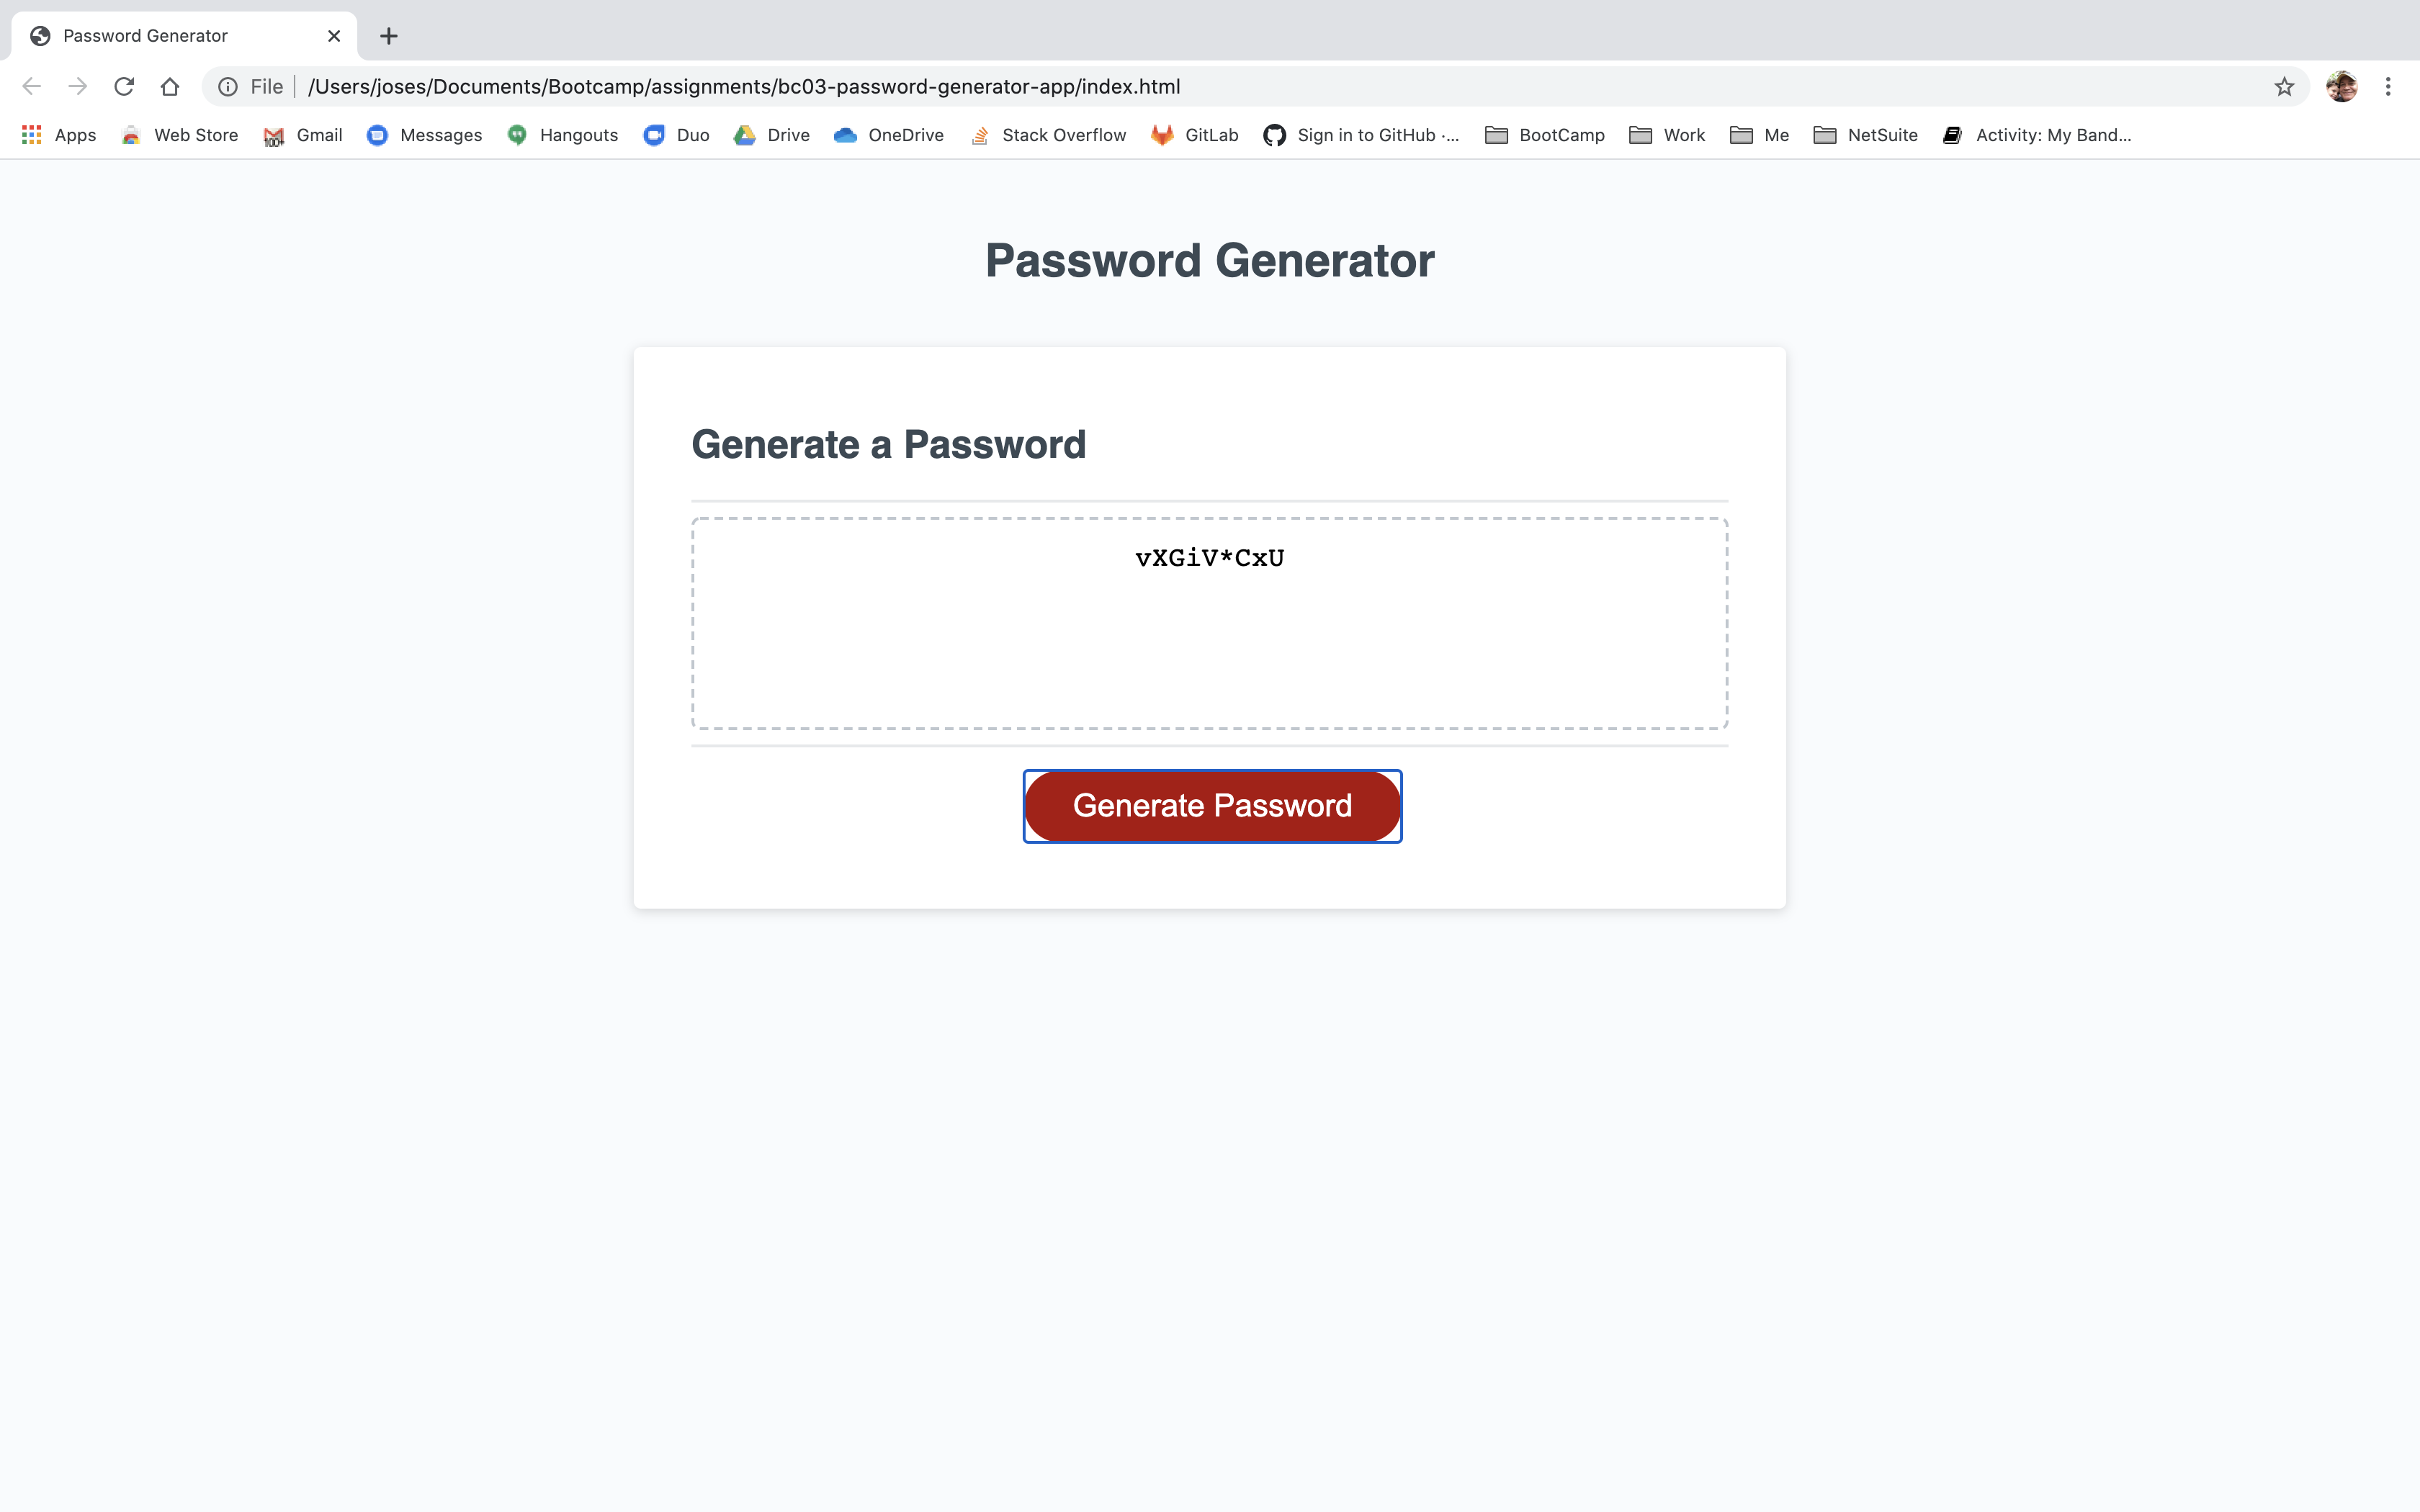 Password Generator
File /Users/joses/Documents/Bootcamp/assignments/bc03-password-generator-app/index.html
Apps Web Store Gmail Messages Hangouts Duo Drive OneDrive Stack Overflow GitLab Sign in to GitHub ·... BootCamp Work Me NetSuite Activity: My Band...
Password Generator
Generate a Password
vXGiV*CxU
Generate Password